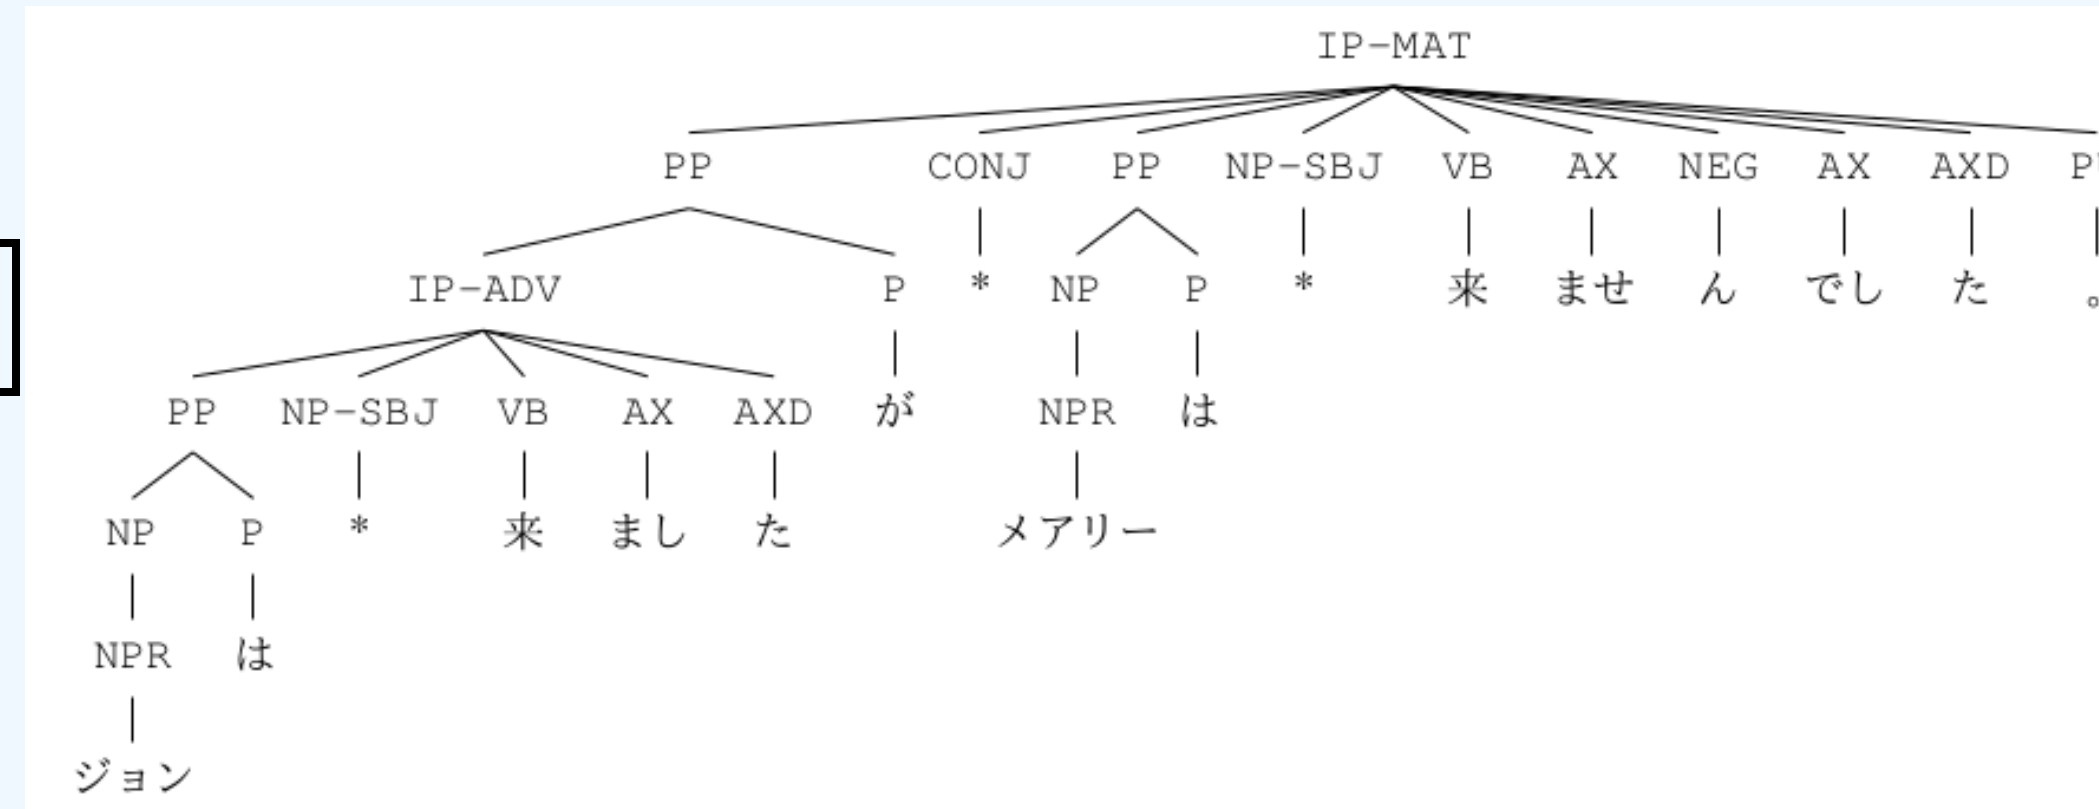 IP-MAT
PP CONJ PP NP-SBJ VB AX NEG AX AXD
IP-ADV P * NP P * 来 ませ ん でし た 。
PP NP-SBJ VB AX AXD が NPR は
NP P * 来 まし た メアリー
NPR は
ジョン